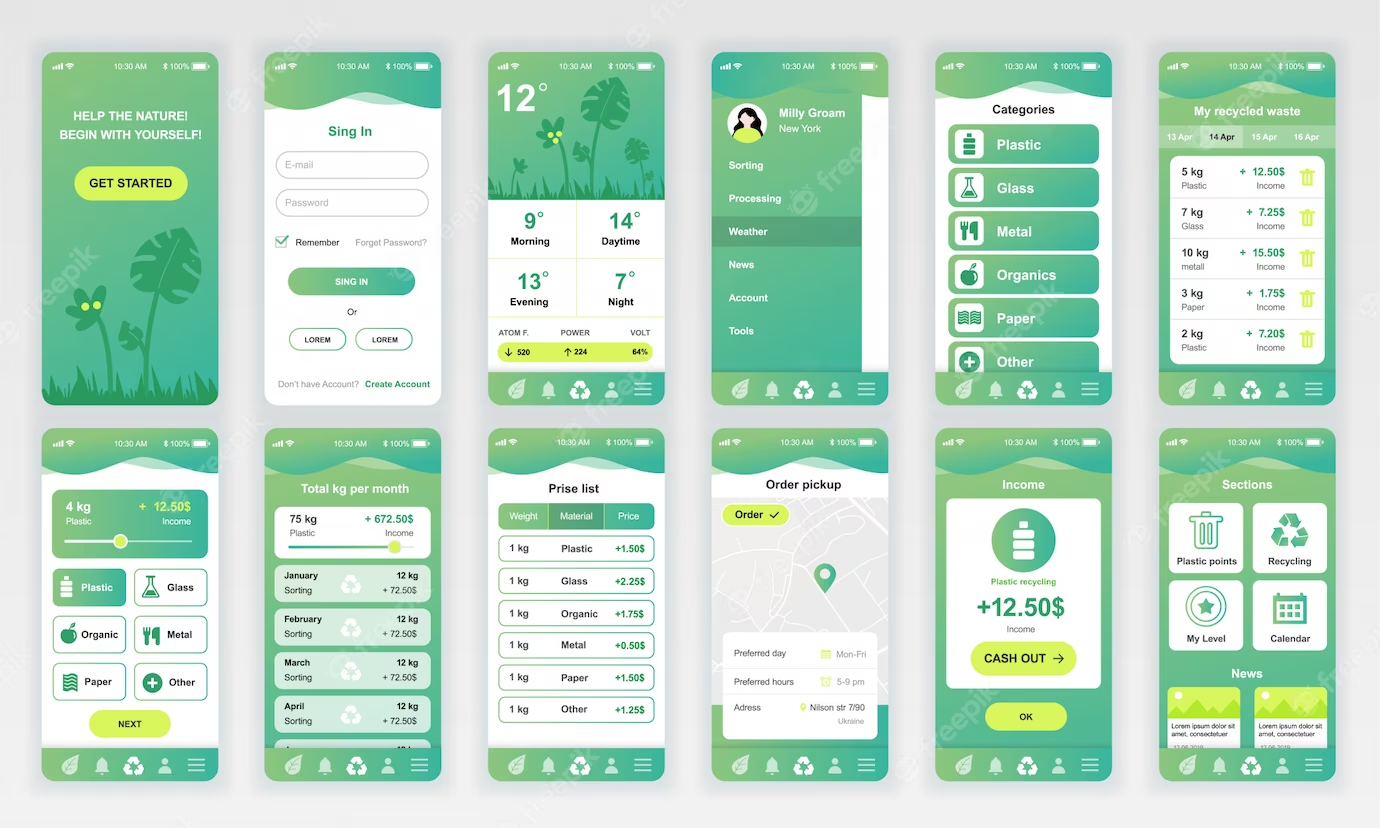 10:30 AM 100%
HELP THE NATURE!
BEGIN WITH YOURSELF!
GET STARTED
10:30 AM 100%
Sing In
E-mail
Password
Remember Forget Password?
SING IN
Or
LOREM LOREM
Don't have Account? Create Account
10:30 AM 100%
12°
9° 14°
Morning Daytime
13° 7°
Evening Night
ATOM F. POWER VOLT
520 224 64%
10:30 AM 100%
Milly Groam
New York
Sorting
Processing
Weather
News
Account
Tools
10:30 AM 100%
Categories
Plastic
Glass
Metal
Organics
Paper
Other
10:30 AM 100%
My recycled waste
13 Apr 14 Apr 15 Apr 16 Apr
5 kg + 12.50$
Plastic Income
7 kg + 7.25$
Glass Income
10 kg + 15.50$
metall Income
3 kg + 1.75$
Paper Income
2 kg + 7.20$
Plastic Income
10:30 AM 100%
4 kg + 12.50$
Plastic Income
Plastic Glass
Organic Metal
Paper Other
NEXT
10:30 AM 100%
Total kg per month
75 kg + 672.50$
Plastic Income
January 12 kg
Sorting + 72.50$
February 12 kg
Sorting + 72.50$
March 12 kg
Sorting + 72.50$
April 12 kg
Sorting + 72.50$
10:30 AM 100%
Prise list
Weight Material Price
1 kg Plastic +1.50$
1 kg Glass +2.25$
1 kg Organic +1.75$
1 kg Metal +0.50$
1 kg Paper +1.50$
1 kg Other +1.25$
10:30 AM 100%
Order pickup
Order
Preferred day Mon-Fri
Preferred hours 5-9 pm
Adress Nilson str 7/90
Ukraine
10:30 AM 100%
Income
Plastic recycling
+12.50$
Income
CASH OUT
OK
10:30 AM 100%
Sections
Plastic points Recycling
My Level Calendar
News
Lorem ipsum dolor sit Lorem ipsum dolor sit
amet, consectetuer amet, consectetuer
freepik